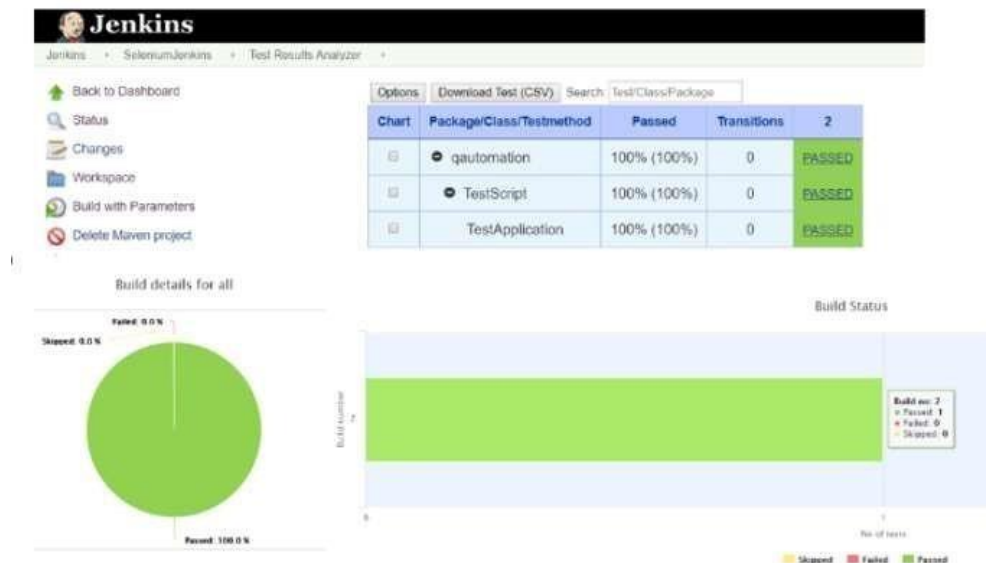 Jenkins
Jenkins SeleniumJenkins Test Results Analyzer
Back to Dashboard
Status
Changes
Workspace
Build with Parameters
Delete Maven project
Options Download Test (CSV) Search: Test/Class/Package
Chart Package/Class/Testmethod Passed Transitions 2
qautomation 100% (100%) 0 PASSED
TestScript 100% (100%) 0 PASSED
TestApplication 100% (100%) 0 PASSED
Build details for all
Failed: 0.0 %
Skipped: 0.0 %
Passed: 100.0 %
Build Status
Build number
2
Build no: 2
Passed: 1
Failed: 0
Skipped: 0
0 1
No of tests
Skipped Failed Passed